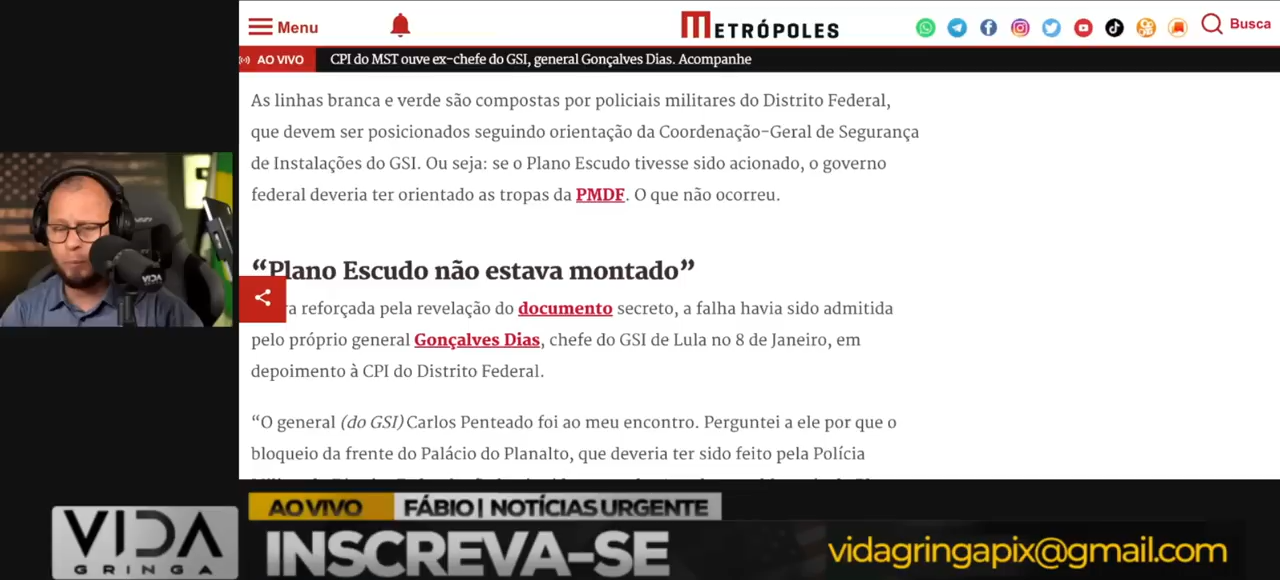 Menu
METRÓPOLES
Busca
AO VIVO
CPI do MST ouve ex-chefe do GSI, general Gonçalves Dias. Acompanhe
As linhas branca e verde são compostas por policiais militares do Distrito Federal,
que devem ser posicionados seguindo orientação da Coordenação-Geral de Segurança
de Instalações do GSI. Ou seja: se o Plano Escudo tivesse sido acionado, o governo
federal deveria ter orientado as tropas da PMDF. O que não ocorreu.
“Plano Escudo não estava montado”
reforçada pela revelação do documento secreto, a falha havia sido admitida
pelo próprio general Gonçalves Dias, chefe do GSI de Lula no 8 de Janeiro, em
depoimento à CPI do Distrito Federal.
“O general (do GSI) Carlos Penteado foi ao meu encontro. Perguntei a ele por que o
bloqueio da frente do Palácio do Planalto, que deveria ter sido feito pela Polícia
VIDA
GRINGA
AO VIVO
FÁBIO | NOTÍCIAS URGENTE
INSCREVA-SE
vidagringapix@gmail.com